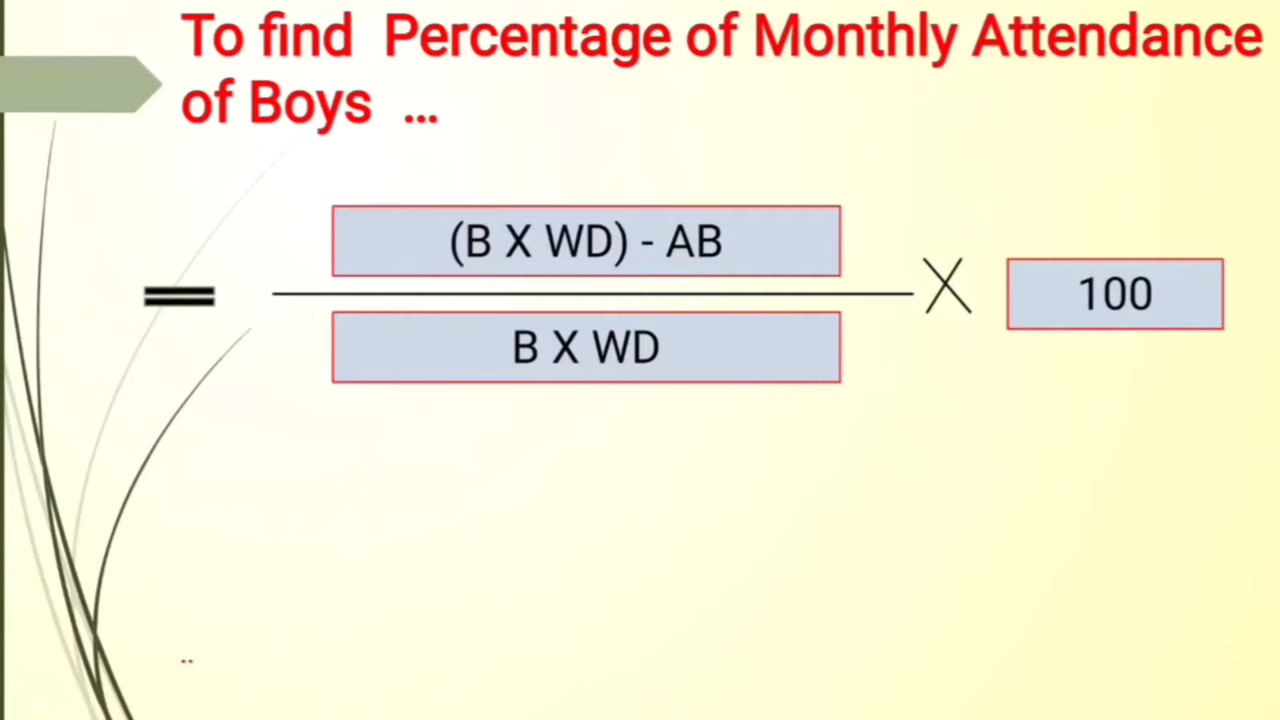 To find Percentage of Monthly Attendance
of Boys ...
(B X WD) - AB
= X 100
B X WD
..